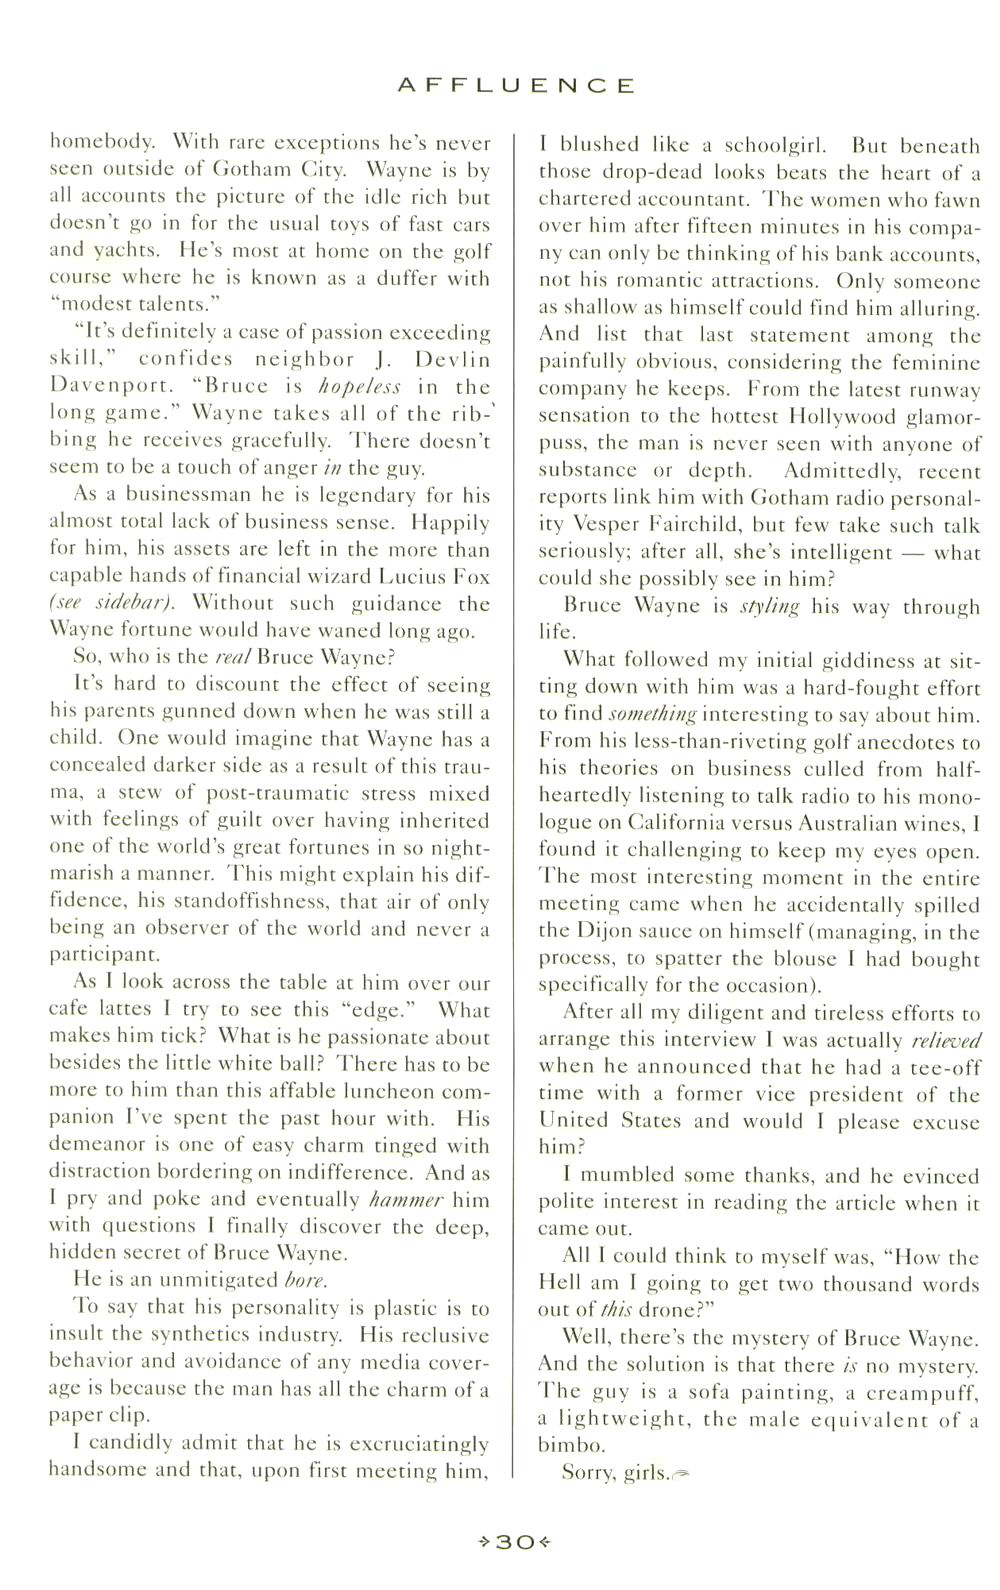 AFFLUENCE
homebody. With rare exceptions he's never
seen outside of Gotham City. Wayne is by
all accounts the picture of the idle rich but
doesn't go in for the usual toys of fast cars
and yachts. He's most at home on the golf
course where he is known as a duffer with
"modest talents."
"It's definitely a case of passion exceeding
skill," confides neighbor J. Devlin
Davenport. "Bruce is hopeless in the
long game." Wayne takes all of the rib-
bing he receives gracefully. There doesn't
seem to be a touch of anger in the guy.
As a businessman he is legendary for his
almost total lack of business sense. Happily
for him, his assets are left in the more than
capable hands of financial wizard Lucius Fox
(see sidebar). Without such guidance the
Wayne fortune would have waned long ago.
So, who is the real Bruce Wayne?
It's hard to discount the effect of seeing
his parents gunned down when he was still a
child. One would imagine that Wayne has a
concealed darker side as a result of this trau-
ma, a stew of post-traumatic stress mixed
with feelings of guilt over having inherited
one of the world's great fortunes in so night-
marish a manner. This might explain his dif-
fidence, his standoffishness, that air of only
being an observer of the world and never a
participant.
As I look across the table at him over our
cafe lattes I try to see this "edge." What
makes him tick? What is he passionate about
besides the little white ball? There has to be
more to him than this affable luncheon com-
panion I've spent the past hour with. His
demeanor is one of easy charm tinged with
distraction bordering on indifference. And as
I pry and poke and eventually hammer him
with questions I finally discover the deep,
hidden secret of Bruce Wayne.
He is an unmitigated bore.
To say that his personality is plastic is to
insult the synthetics industry. His reclusive
behavior and avoidance of any media cover-
age is because the man has all the charm of a
paper clip.
I candidly admit that he is excruciatingly
handsome and that, upon first meeting him,
I blushed like a schoolgirl. But beneath
those drop-dead looks beats the heart of a
chartered accountant. The women who fawn
over him after fifteen minutes in his compa-
ny can only be thinking of his bank accounts,
not his romantic attractions. Only someone
as shallow as himself could find him alluring.
And list that last statement among the
painfully obvious, considering the feminine
company he keeps. From the latest runway
sensation to the hottest Hollywood glamor-
puss, the man is never seen with anyone of
substance or depth. Admittedly, recent
reports link him with Gotham radio personal-
ity Vesper Fairchild, but few take such talk
seriously; after all, she's intelligent — what
could she possibly see in him?
Bruce Wayne is styling his way through
life.
What followed my initial giddiness at sit-
ting down with him was a hard-fought effort
to find something interesting to say about him.
From his less-than-riveting golf anecdotes to
his theories on business culled from half-
heartedly listening to talk radio to his mono-
logue on California versus Australian wines, I
found it challenging to keep my eyes open.
The most interesting moment in the entire
meeting came when he accidentally spilled
the Dijon sauce on himself (managing, in the
process, to spatter the blouse I had bought
specifically for the occasion).
After all my diligent and tireless efforts to
arrange this interview I was actually relieved
when he announced that he had a tee-off
time with a former vice president of the
United States and would I please excuse
him?
I mumbled some thanks, and he evinced
polite interest in reading the article when it
came out.
All I could think to myself was, "How the
Hell am I going to get two thousand words
out of this drone?"
Well, there's the mystery of Bruce Wayne.
And the solution is that there is no mystery.
The guy is a sofa painting, a creampuff,
a lightweight, the male equivalent of a
bimbo.
Sorry, girls.
30